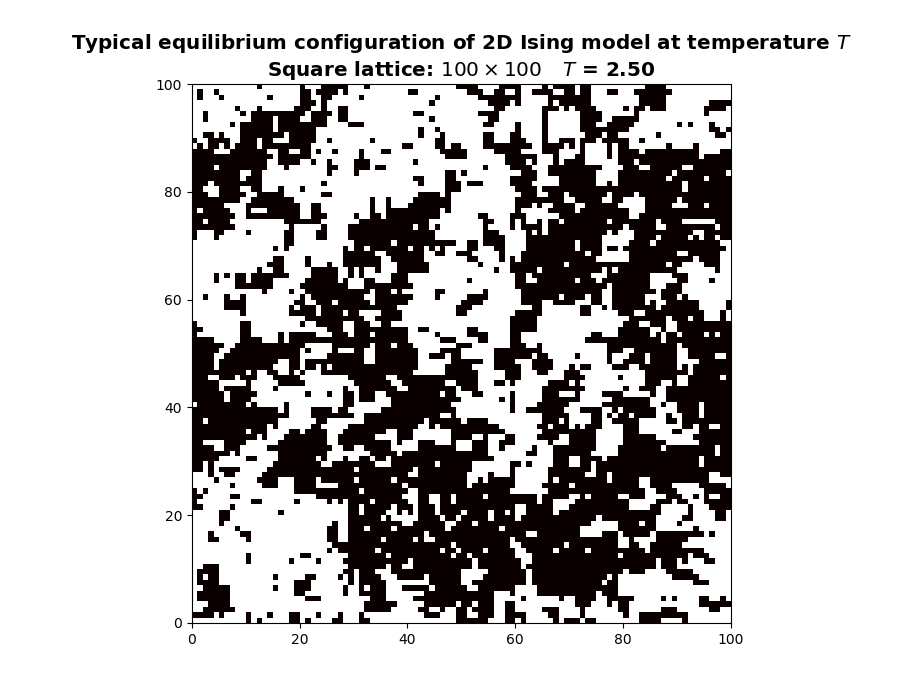 Typical equilibrium configuration of 2D Ising model at temperature T
Square lattice: 100 × 100 T = 2.50
100
80
60
40
20
0
0 20 40 60 80 100